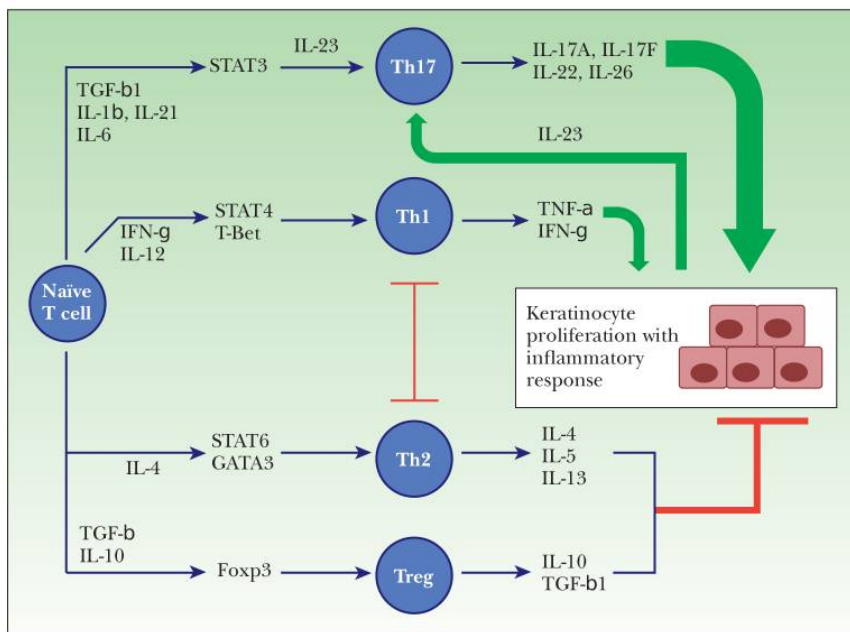 IL-23
STAT3
Th17
IL-17A, IL-17F
IL-22, IL-26
TGF-b1
IL-1b, IL-21
IL-6
IL-23
STAT4
T-Bet
Th1
TNF-a
IFN-g
IFN-g
IL-12
Naïve
T cell
Keratinocyte
proliferation with
inflammatory
response
STAT6
GATA3
Th2
IL-4
IL-5
IL-13
IL-4
TGF-b
IL-10
Foxp3
Treg
IL-10
TGF-b1